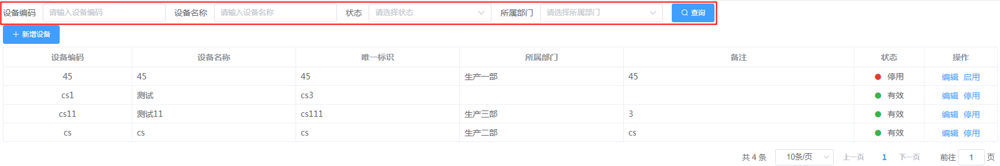 设备编码 请输入设备编码 设备名称 请输入设备名称 状态 请选择状态 所属部门 请选择所属部门 查询
新增设备
设备编码 设备名称 唯一标识 所属部门 备注 状态 操作
45 45 45 生产一部 45 停用 编辑 启用
cs1 测试 cs3 有效 编辑 停用
cs11 测试11 cs111 生产三部 3 有效 编辑 停用
cs cs cs 生产二部 cs 有效 编辑 停用
共 4 条 10条/页 上一页 1 下一页 前往 1 页